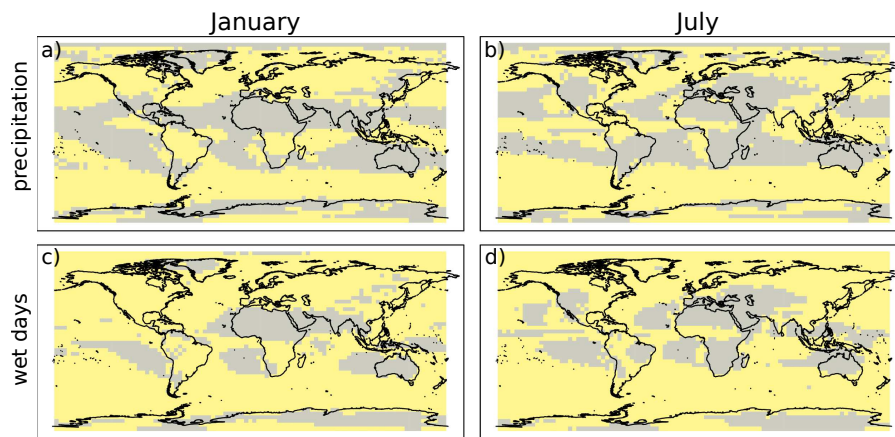 January
July
precipitation
a)
b)
wet days
c)
d)